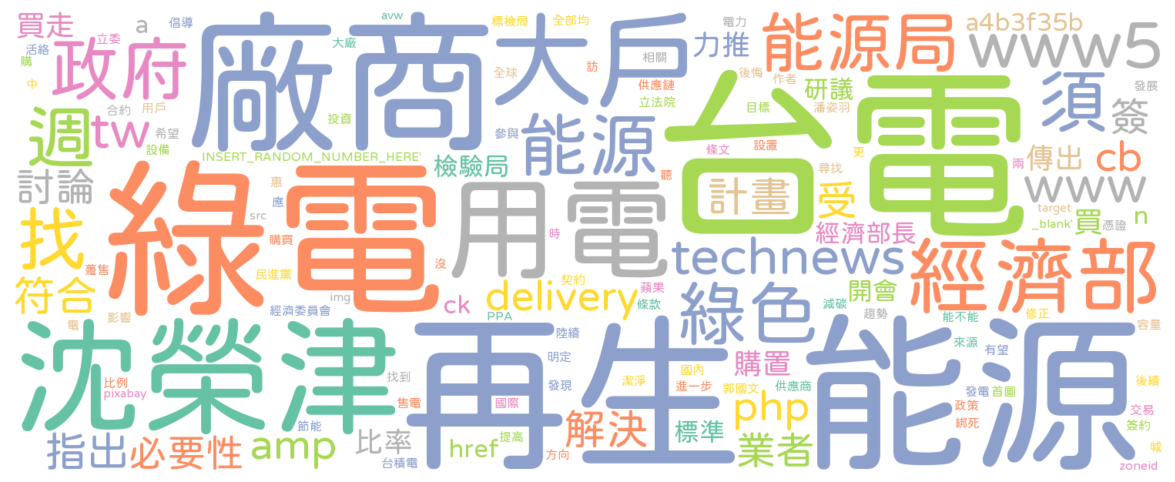 買走 a 倡導 avw 標檢局 全部均 電力 能源局 a4b3f35b www5
活絡 立委 政府 廠商 大廠 大戶 全球 訪 相關 力推 後悔 作者 須 發展
購 中 週 合約 用戶 投資 供應鏈 立法院 目標 研議 潘姿羽 簽
tw 希望 設備 參與 能源 台電 條文 設置 更 兩 傳出 cb
INSERT_RANDOM_NUMBER_HERE' 檢驗局
討論 惠 應 綠電 用電 聽 計畫 尋找 受 www
找 src 購買 時 target _blank' 買 憑證 n
躉售 民進黨 沒 契約 蘋果 technews 經濟部長 經濟部
符合 img 經濟委員會 ck delivery 條款 綠色 減碳 開會 趨勢
電 影響 PPA 陸續 能不能 修正 容量
沈榮津 再生能源 明定 國內 購置 來源 有望
比例 pixabay 找到 售電 國際 發現 潔淨 進一步 郭國文 供應商 發電 首圖 後續
節能 提高 php 政策 綁死 交易 簽約
指出 必要性 amp 比率 href 方向 解決 標準 業者 喊
台積電 zoneid